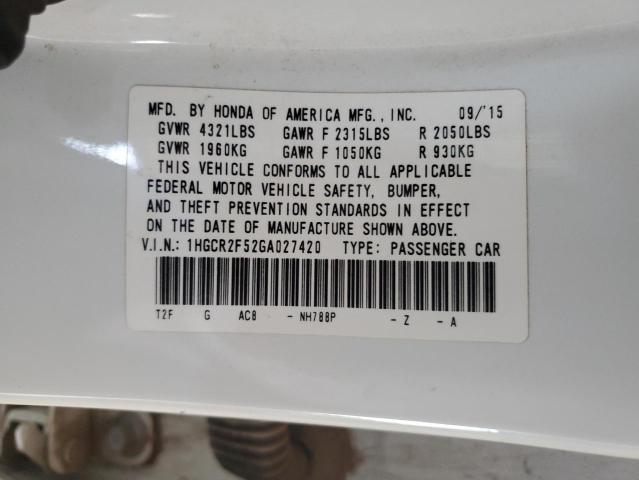 MFD. BY HONDA OF AMERICA MFG., INC. 09/'15
GVWR 4321LBS GAWR F 2315LBS R 2050LBS
GVWR 1960KG GAWR F 1050KG R 930KG
THIS VEHICLE CONFORMS TO ALL APPLICABLE
FEDERAL MOTOR VEHICLE SAFETY, BUMPER,
AND THEFT PREVENTION STANDARDS IN EFFECT
ON THE DATE OF MANUFACTURE SHOWN ABOVE.
V.I.N.: 1HGCR2F52GA027420 TYPE: PASSENGER CAR
T2F G AC8 - NH788P - Z - A